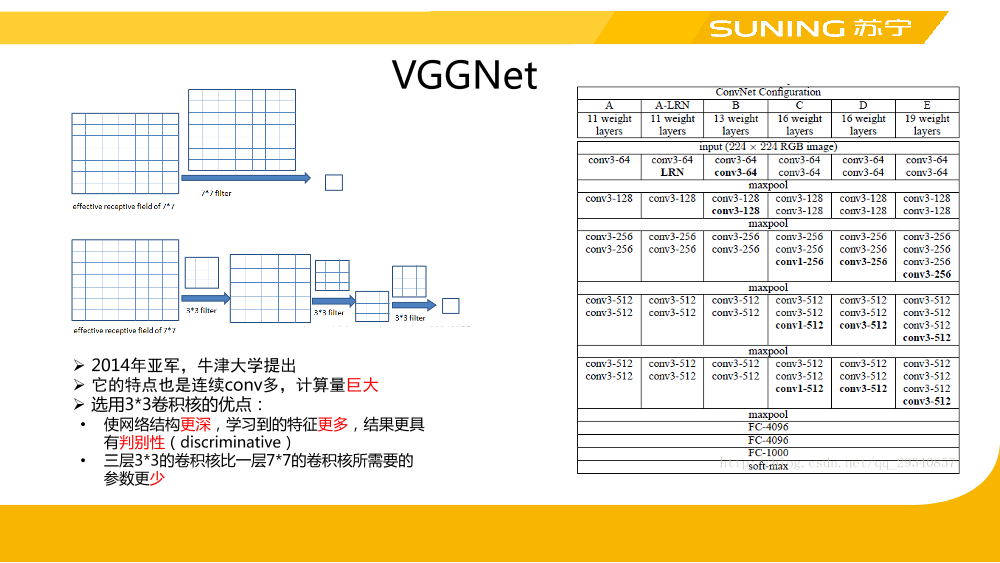 SUNING 苏宁
VGGNet
7*7 filter
effective receptive field of 7*7
3*3 filter
3*3 filter
3*3 filter
effective receptive field of 7*7
➢ 2014年亚军，牛津大学提出
➢ 它的特点也是连续conv多，计算量巨大
➢ 选用3*3卷积核的优点：
• 使网络结构更深，学习到的特征更多，结果更具
有判别性（discriminative）
• 三层3*3的卷积核比一层7*7的卷积核所需要的
参数更少
ConvNet Configuration
A A-LRN B C D E
11 weight 11 weight 13 weight 16 weight 16 weight 19 weight
layers layers layers layers layers layers
input (224 × 224 RGB image)
conv3-64 conv3-64 conv3-64 conv3-64 conv3-64 conv3-64
LRN conv3-64 conv3-64 conv3-64 conv3-64
maxpool
conv3-128 conv3-128 conv3-128 conv3-128 conv3-128 conv3-128
conv3-128 conv3-128 conv3-128 conv3-128
maxpool
conv3-256 conv3-256 conv3-256 conv3-256 conv3-256 conv3-256
conv3-256 conv3-256 conv3-256 conv3-256 conv3-256 conv3-256
conv1-256 conv3-256 conv3-256
conv3-256
maxpool
conv3-512 conv3-512 conv3-512 conv3-512 conv3-512 conv3-512
conv3-512 conv3-512 conv3-512 conv3-512 conv3-512 conv3-512
conv1-512 conv3-512 conv3-512
conv3-512
maxpool
conv3-512 conv3-512 conv3-512 conv3-512 conv3-512 conv3-512
conv3-512 conv3-512 conv3-512 conv3-512 conv3-512 conv3-512
conv1-512 conv3-512 conv3-512
conv3-512
maxpool
FC-4096
FC-4096
FC-1000
soft-max